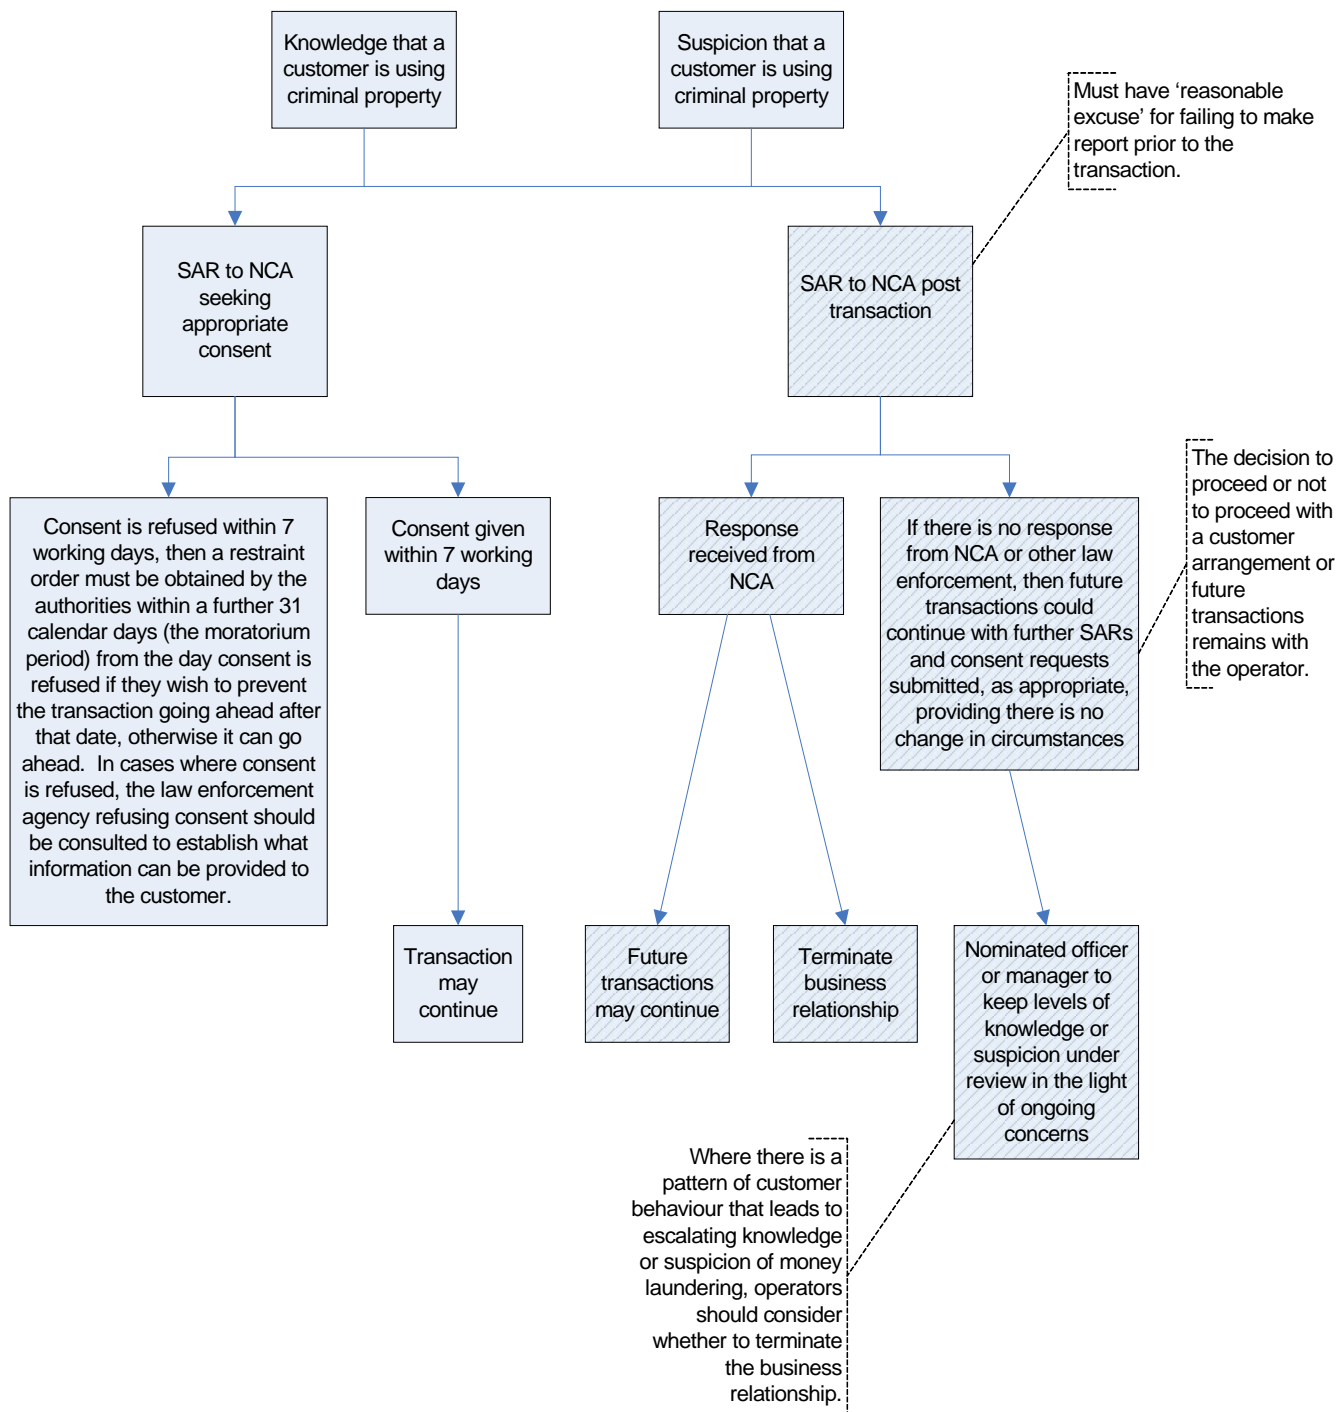 Knowledge that a
customer is using
criminal property
Suspicion that a
customer is using
criminal property
Must have ‘reasonable
excuse’ for failing to make
report prior to the
transaction.
SAR to NCA
seeking
appropriate
consent
SAR to NCA post
transaction
Consent is refused within 7
working days, then a restraint
order must be obtained by the
authorities within a further 31
calendar days (the moratorium
period) from the day consent is
refused if they wish to prevent
the transaction going ahead after
that date, otherwise it can go
ahead.  In cases where consent
is refused, the law enforcement
agency refusing consent should
be consulted to establish what
information can be provided to
the customer.
Consent given
within 7 working
days
Response
received from
NCA
If there is no response
from NCA or other law
enforcement, then future
transactions could
continue with further SARs
and consent requests
submitted, as appropriate,
providing there is no
change in circumstances
The decision to
proceed or not
to proceed with
a customer
arrangement or
future
transactions
remains with
the operator.
Transaction
may
continue
Future
transactions
may continue
Terminate
business
relationship
Nominated officer
or manager to
keep levels of
knowledge or
suspicion under
review in the light
of ongoing
concerns
Where there is a
pattern of customer
behaviour that leads to
escalating knowledge
or suspicion of money
laundering, operators
should consider
whether to terminate
the business
relationship.